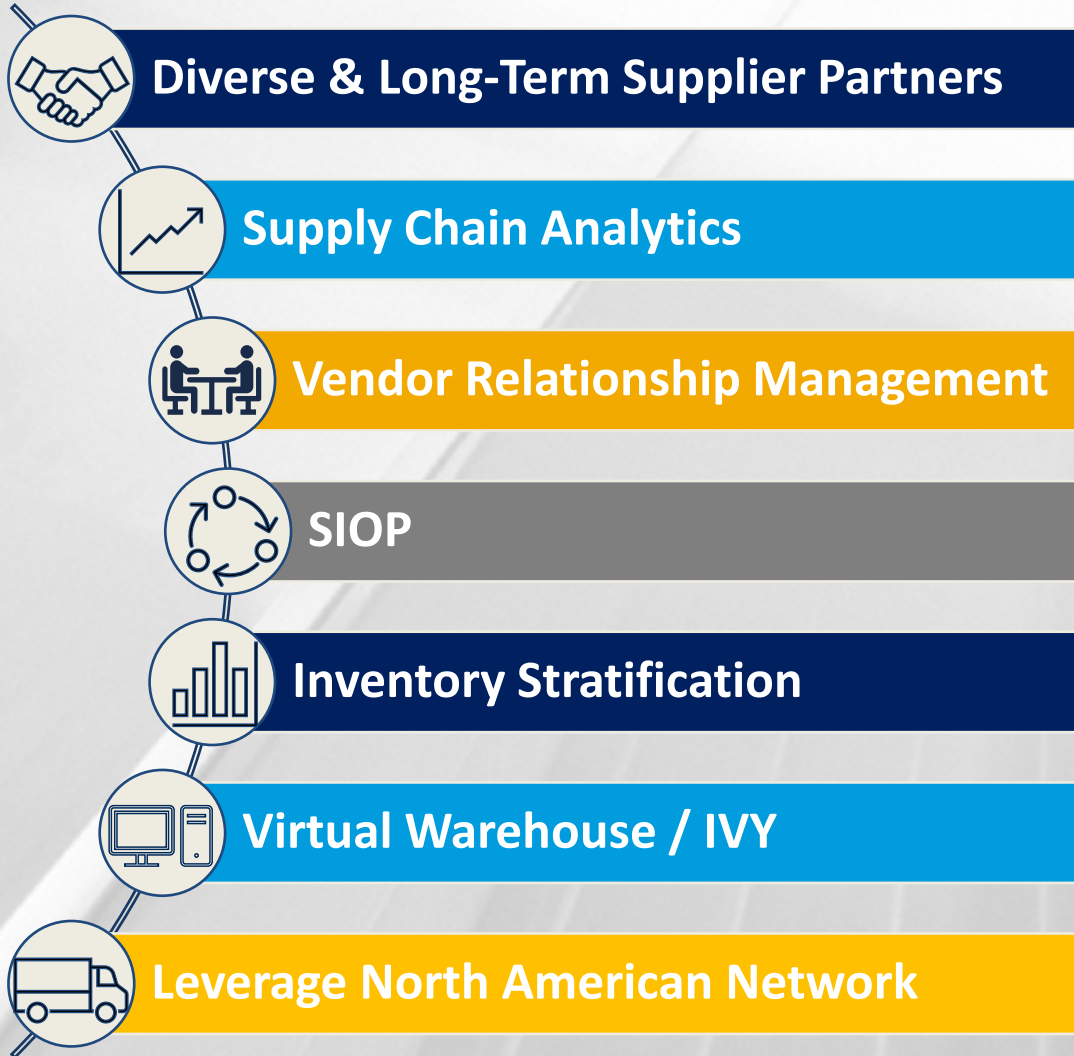 Diverse & Long-Term Supplier Partners
Supply Chain Analytics
Vendor Relationship Management
SIOP
Inventory Stratification
Virtual Warehouse / IVY
Leverage North American Network